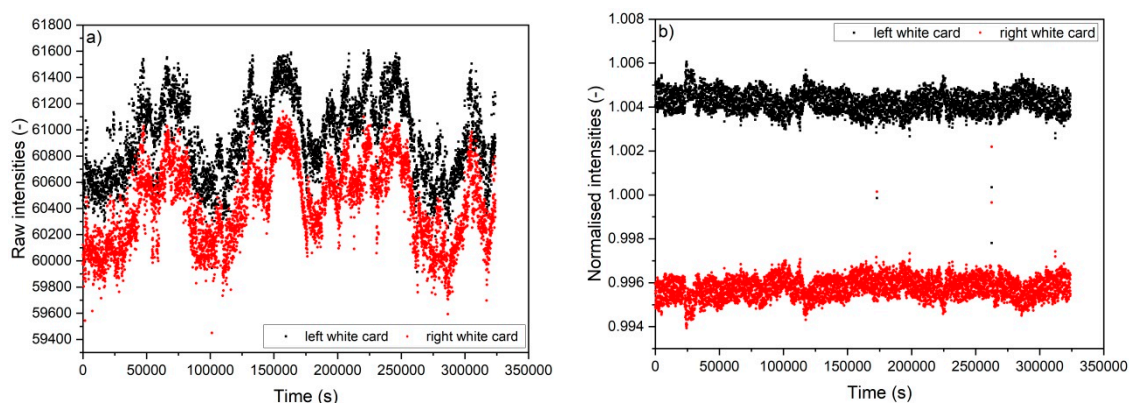 a)
Raw intensities (-)
61800
61600
61400
61200
61000
60800
60600
60400
60200
60000
59800
59600
59400
left white card right white card
0 50000 100000 150000 200000 250000 300000 350000
Time (s)
b)
left white card right white card
Normalised intensities (-)
1.008
1.006
1.004
1.002
1.000
0.998
0.996
0.994
0 50000 100000 150000 200000 250000 300000 350000
Time (s)